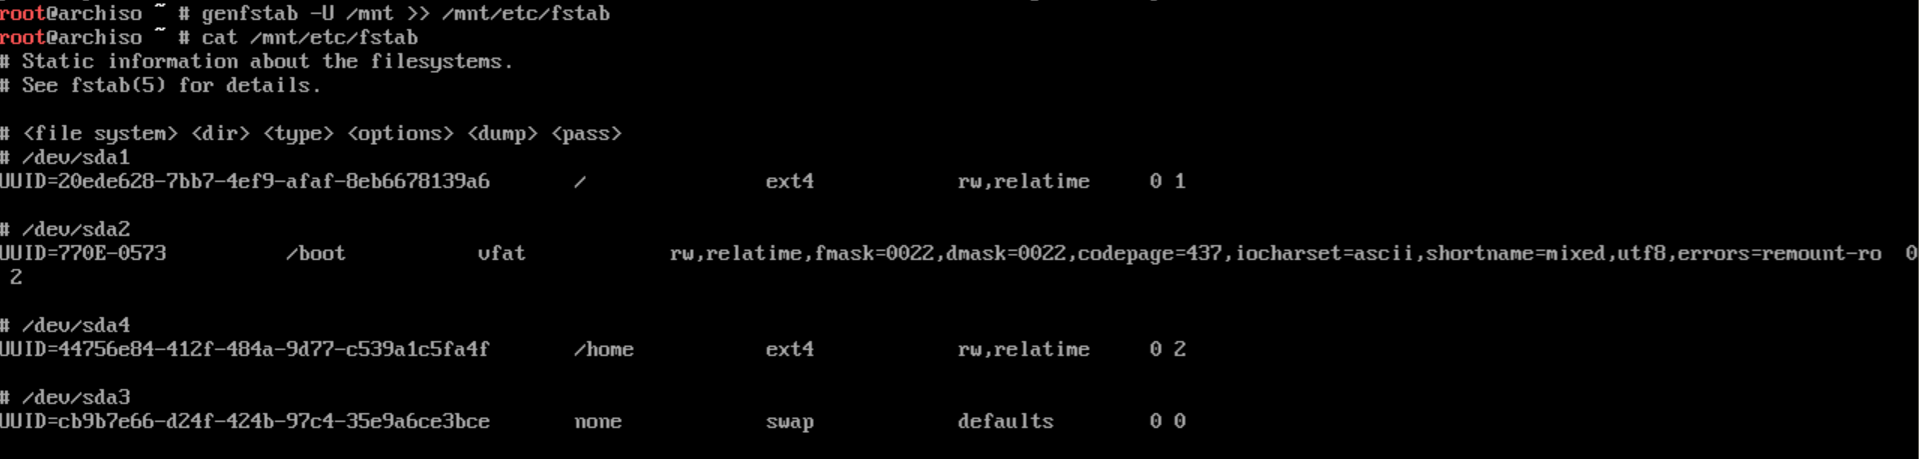 root@archiso ~ # genfstab -U /mnt >> /mnt/etc/fstab
root@archiso ~ # cat /mnt/etc/fstab
# Static information about the filesystems.
# See fstab(5) for details.
# <file system> <dir> <type> <options> <dump> <pass>
# /dev/sda1
UUID=20ede628-7bb7-4ef9-afaf-8eb6678139a6 / ext4 rw,relatime 0 1
# /dev/sda2
UUID=770E-0573 /boot vfat rw,relatime,fmask=0022,dmask=0022,codepage=437,iocharset=ascii,shortname=mixed,utf8,errors=remount-ro 0
2
# /dev/sda4
UUID=44756e84-412f-484a-9d77-c539a1c5fa4f /home ext4 rw,relatime 0 2
# /dev/sda3
UUID=cb9b7e66-d24f-424b-97c4-35e9a6ce3bce none swap defaults 0 0